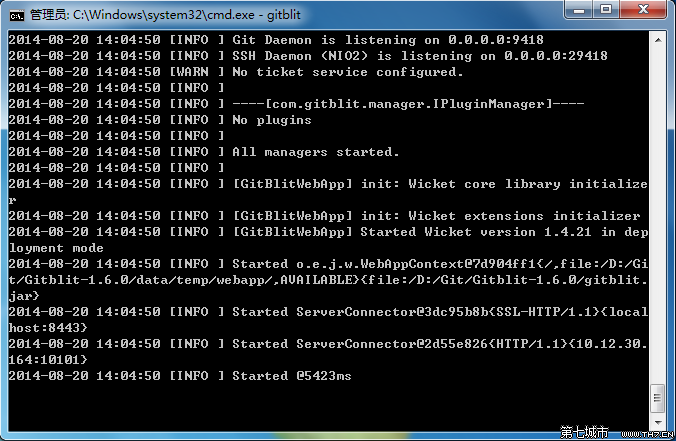 管理员: C:\Windows\system32\cmd.exe - gitblit
2014-08-20 14:04:50 [INFO ] Git Daemon is listening on 0.0.0.0:9418
2014-08-20 14:04:50 [INFO ] SSH Daemon (NIO2) is listening on 0.0.0.0:29418
2014-08-20 14:04:50 [WARN ] No ticket service configured.
2014-08-20 14:04:50 [INFO ]
2014-08-20 14:04:50 [INFO ] ----[com.gitblit.manager.IPluginManager]----
2014-08-20 14:04:50 [INFO ] No plugins
2014-08-20 14:04:50 [INFO ]
2014-08-20 14:04:50 [INFO ] All managers started.
2014-08-20 14:04:50 [INFO ]
2014-08-20 14:04:50 [INFO ] [GitBlitWebApp] init: Wicket core library initialize
r
2014-08-20 14:04:50 [INFO ] [GitBlitWebApp] init: Wicket extensions initializer
2014-08-20 14:04:50 [INFO ] [GitBlitWebApp] Started Wicket version 1.4.21 in dep
loyment mode
2014-08-20 14:04:50 [INFO ] Started o.e.j.w.WebAppContext@7d904ff1{/,file:/D:/Gi
t/Gitblit-1.6.0/data/temp/webapp/,AVAILABLE}{file:/D:/Git/Gitblit-1.6.0/gitblit.
jar}
2014-08-20 14:04:50 [INFO ] Started ServerConnector@3dc95b8b{SSL-HTTP/1.1}{local
host:8443}
2014-08-20 14:04:50 [INFO ] Started ServerConnector@2d55e826{HTTP/1.1}{10.12.30.
164:10101}
2014-08-20 14:04:50 [INFO ] Started @5423ms
第七城市 WWW.TH7.CN